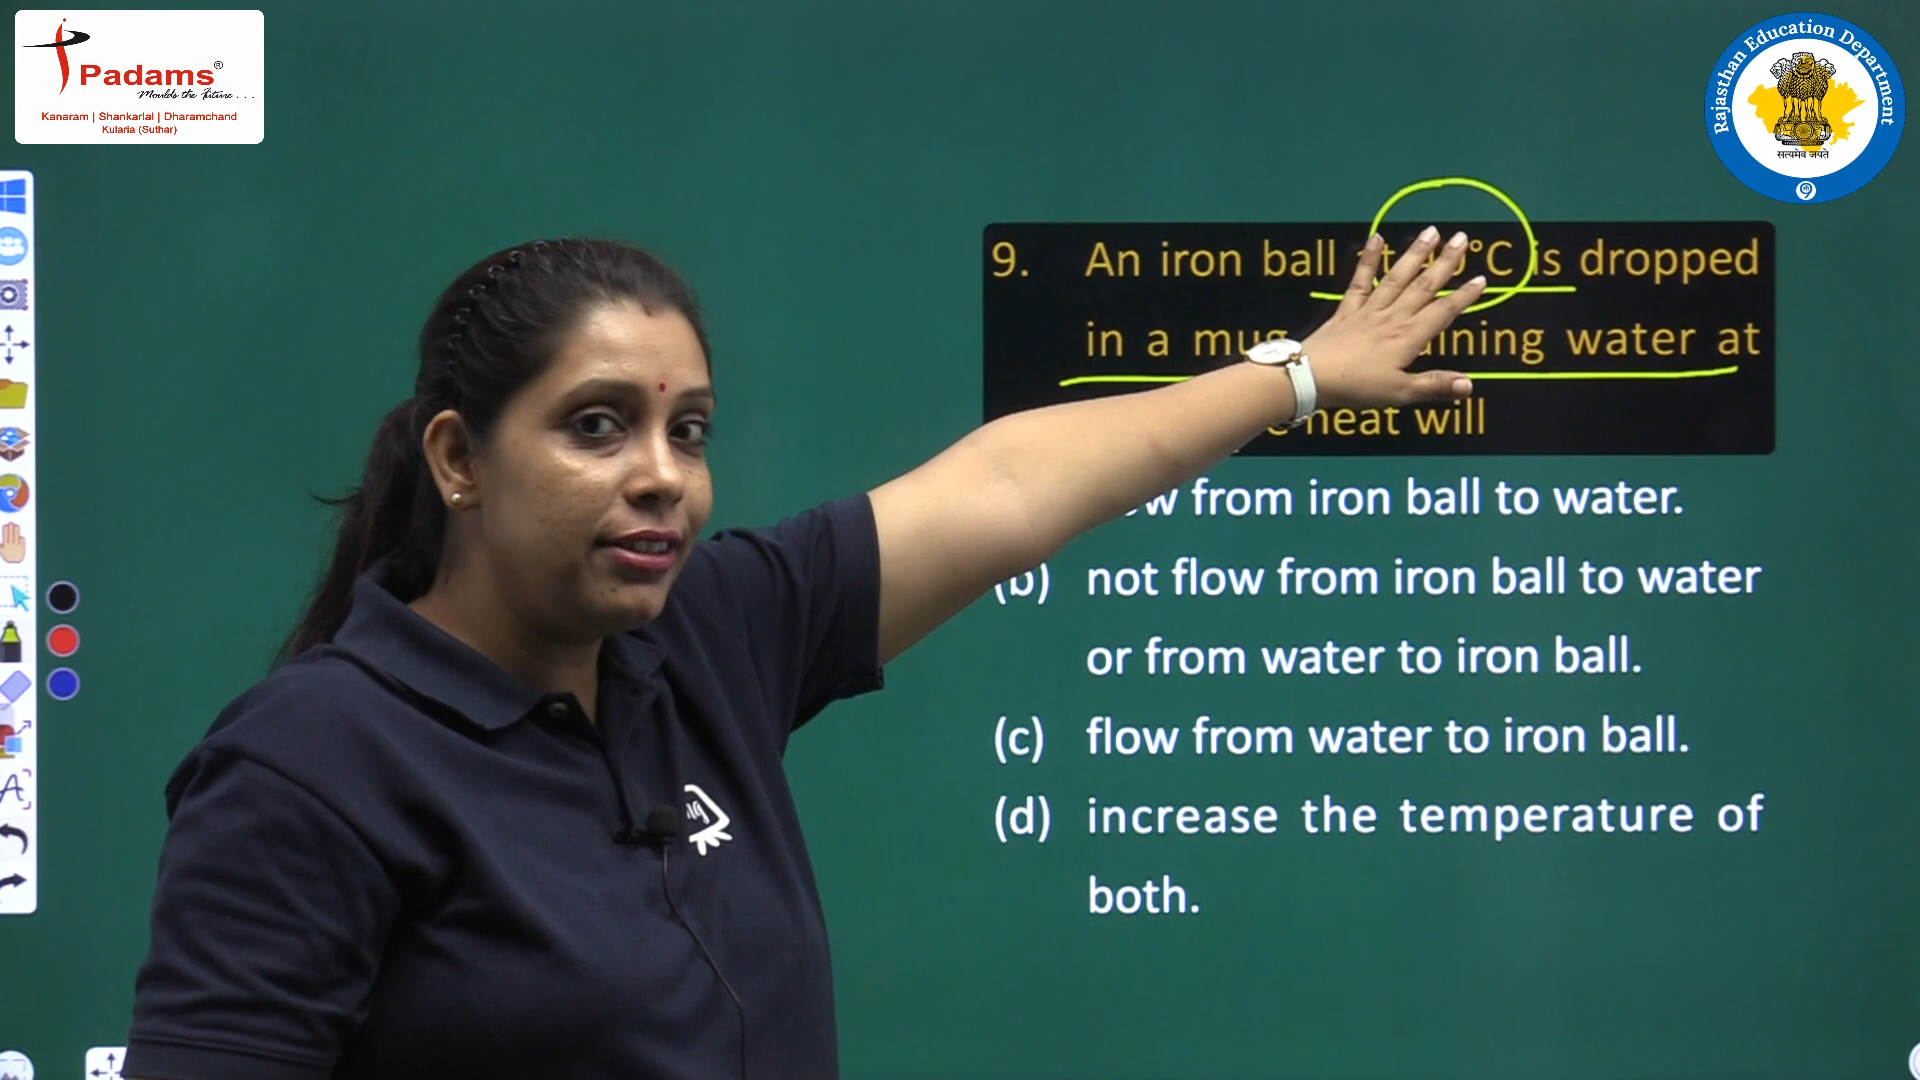 Padams®
Moulds the Future . . .
Kanaram | Shankarlal | Dharamchand
Kularia (Suthar)
Rajasthan Education Department
सत्यमेव जयते
9. An iron ball °C is dropped
in a water at
heat will
from iron ball to water.
(b) not flow from iron ball to water
or from water to iron ball.
(c) flow from water to iron ball.
(d) increase the temperature of
both.